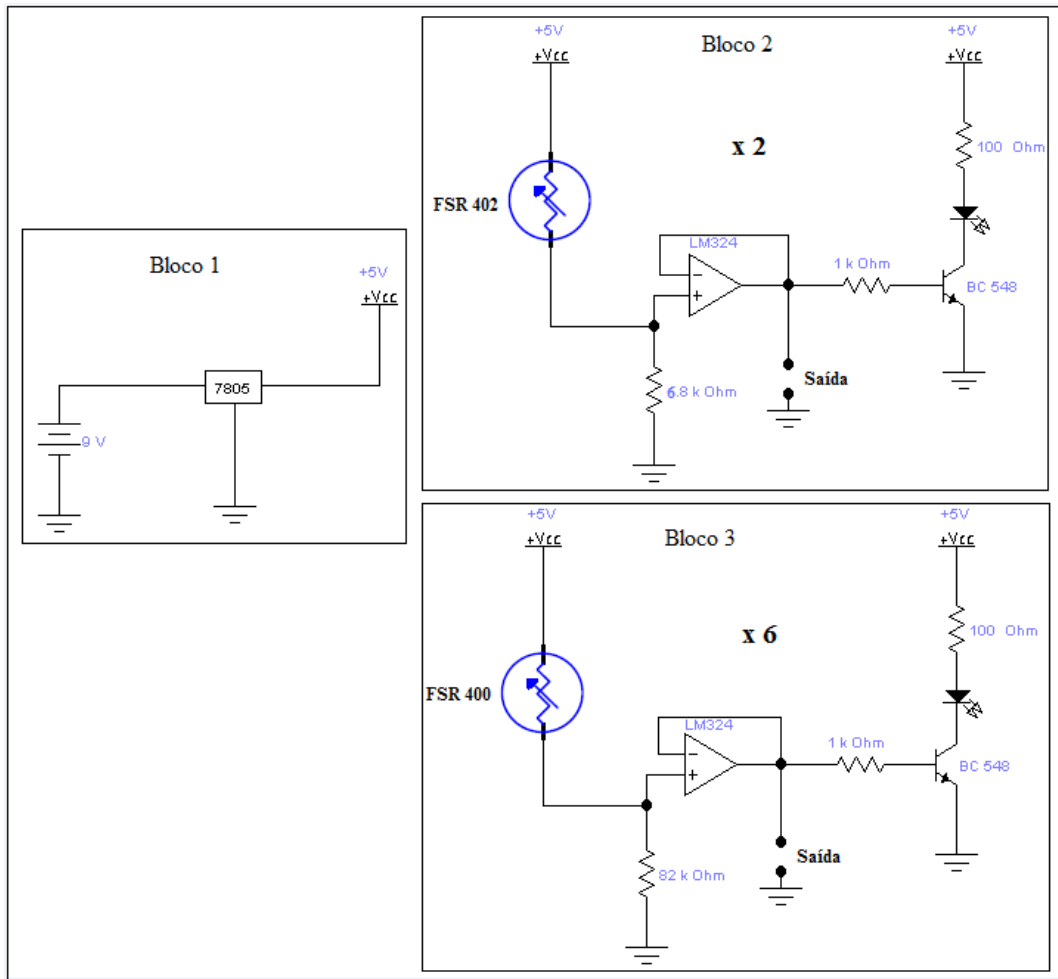 Bloco 1
+5V
+Vcc
7805
9 V
Bloco 2
+5V
+Vcc
x 2
FSR 402
LM324
6.8 k Ohm
Saída
1 k Ohm
+5V
+Vcc
100 Ohm
BC 548
Bloco 3
+5V
+Vcc
x 6
FSR 400
LM324
82 k Ohm
Saída
1 k Ohm
+5V
+Vcc
100 Ohm
BC 548